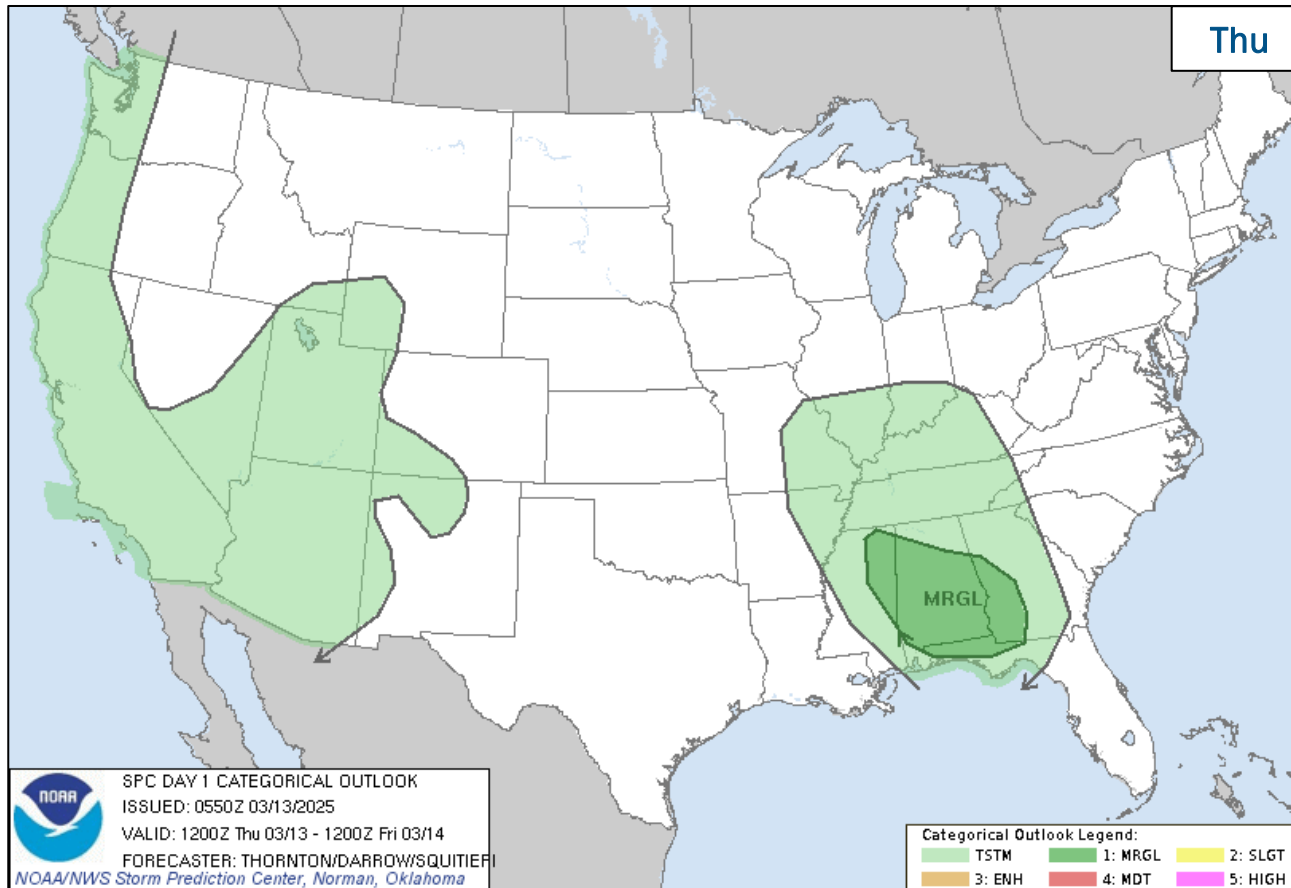 Thu
MRGL
NOAA
SPC DAY 1 CATEGORICAL OUTLOOK
ISSUED: 0550Z 03/13/2025
VALID: 1200Z Thu 03/13 - 1200Z Fri 03/14
FORECASTER: THORNTON/DARROW/SQUITIERI
NOAA/NWS Storm Prediction Center, Norman, Oklahoma
Categorical Outlook Legend:
TSTM 1: MRGL 2: SLGT
3: ENH 4: MDT 5: HIGH